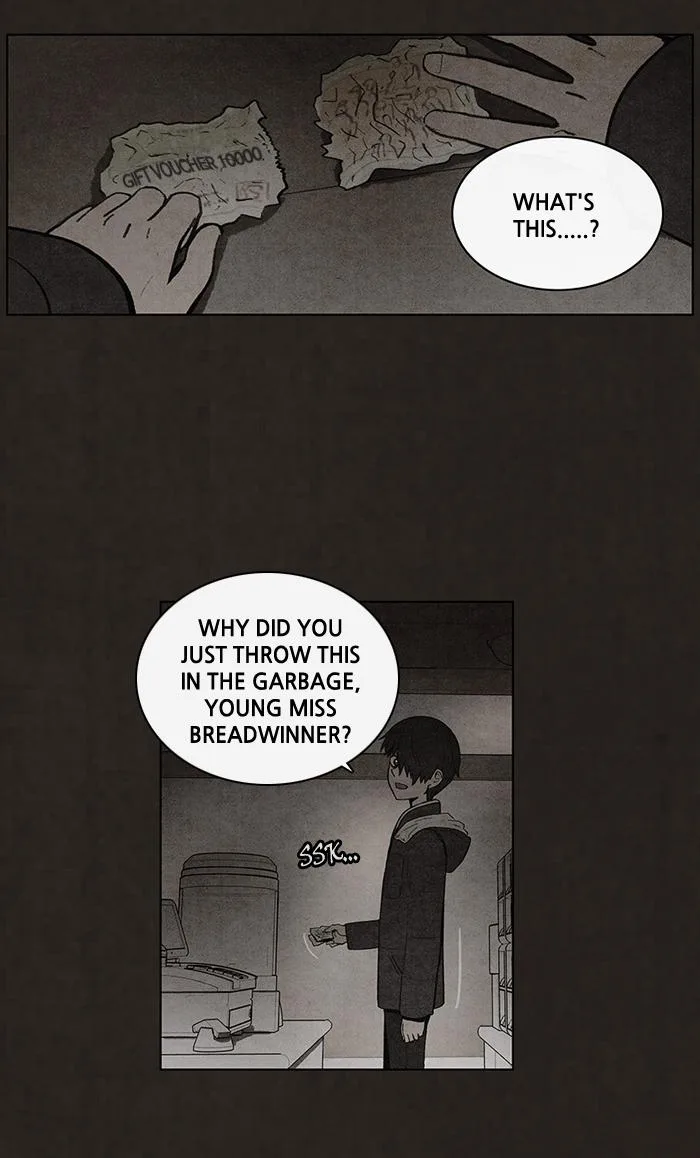 GIFT VOUCHER 10000
WHAT'S
THIS.....?
WHY DID YOU
JUST THROW THIS
IN THE GARBAGE,
YOUNG MISS
BREADWINNER?
SSK...